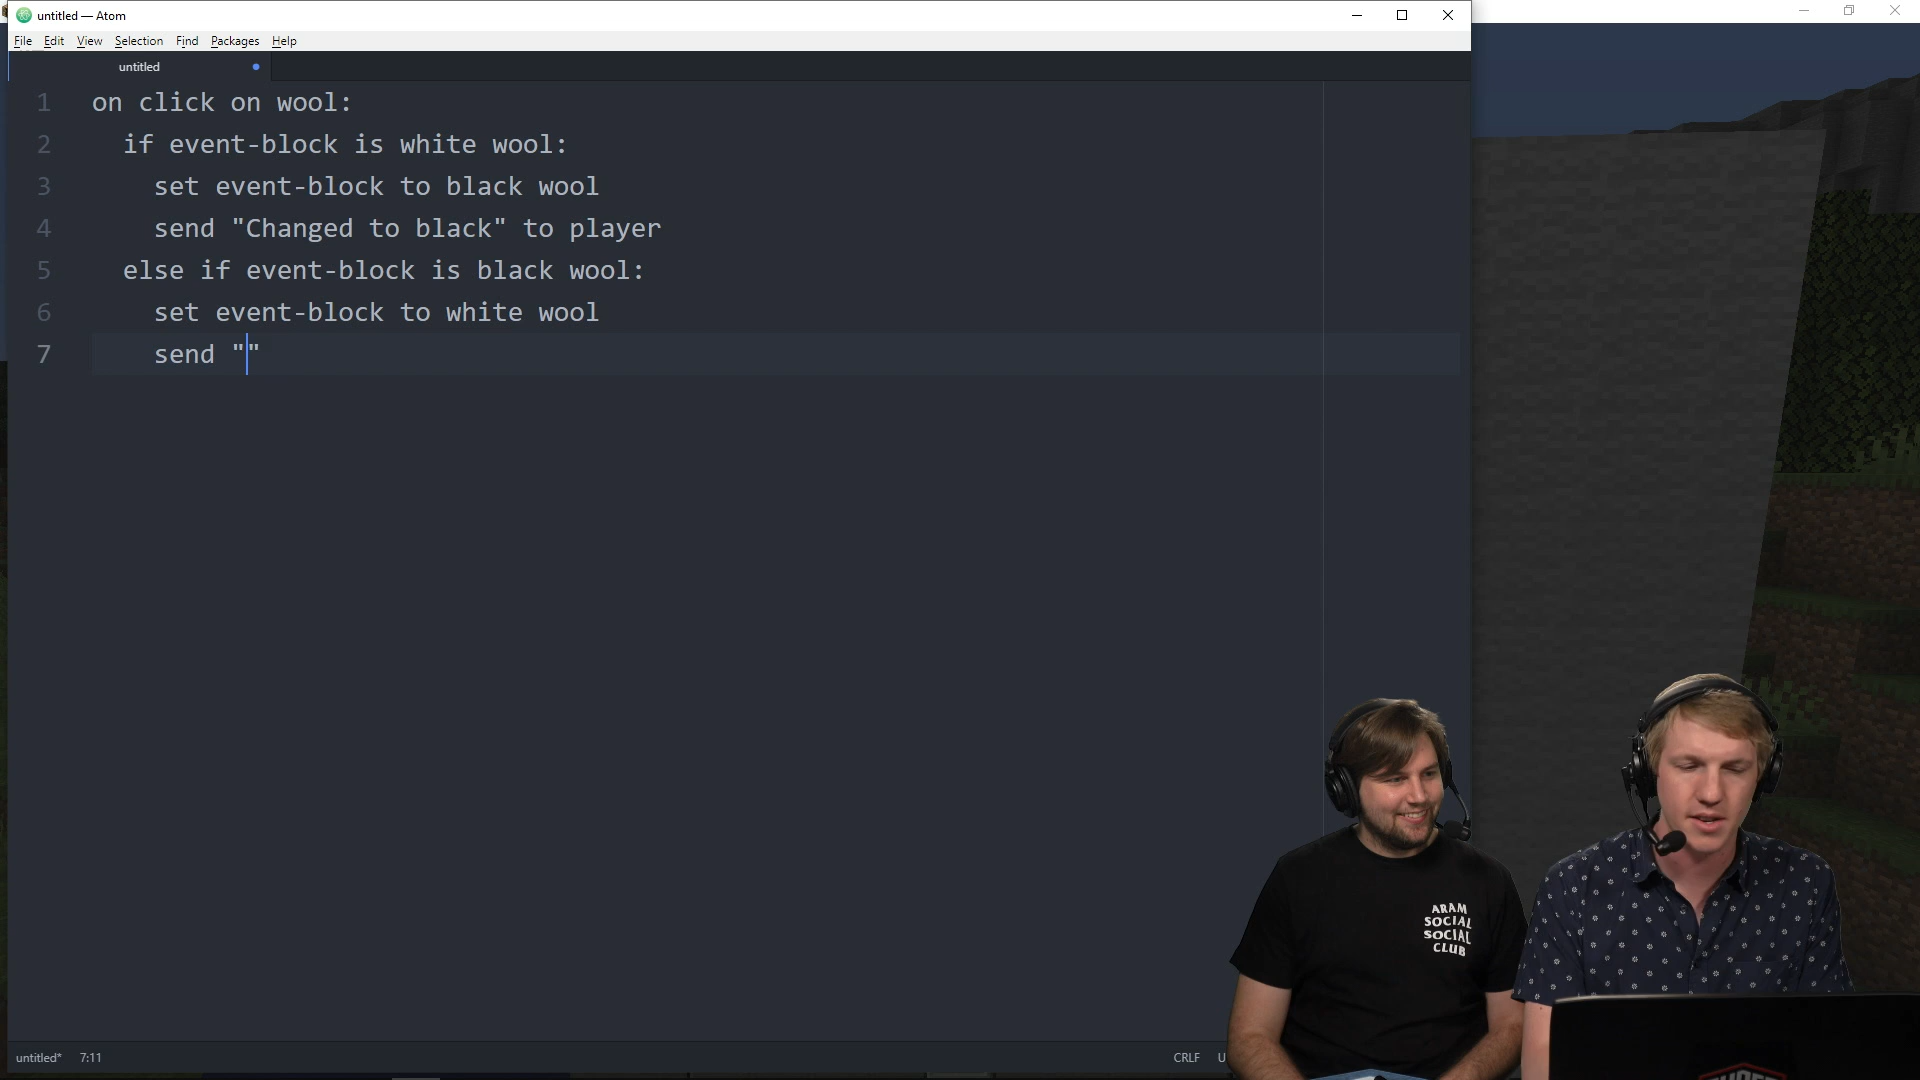 untitled — Atom
File Edit View Selection Find Packages Help
untitled
1 on click on wool:
2 if event-block is white wool:
3 set event-block to black wool
4 send "Changed to black" to player
5 else if event-block is black wool:
6 set event-block to white wool
7 send ""
ARAM
SOCIAL
SOCIAL
CLUB
untitled* 7:11 CRLF U